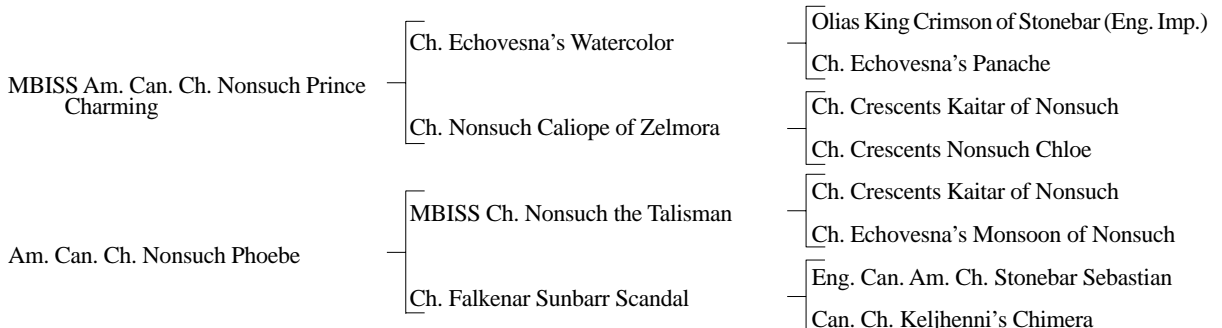 Olias King Crimson of Stonebar (Eng. Imp.)
Ch. Echovesna’s Watercolor
Ch. Echovesna’s Panache
MBISS Am. Can. Ch. Nonsuch Prince
Charming
Ch. Crescents Kaitar of Nonsuch
Ch. Nonsuch Caliope of Zelmora
Ch. Crescents Nonsuch Chloe
Ch. Crescents Kaitar of Nonsuch
MBISS Ch. Nonsuch the Talisman
Ch. Echovesna’s Monsoon of Nonsuch
Am. Can. Ch. Nonsuch Phoebe
Eng. Can. Am. Ch. Stonebar Sebastian
Ch. Falkenar Sunbarr Scandal
Can. Ch. Keljhenni’s Chimera